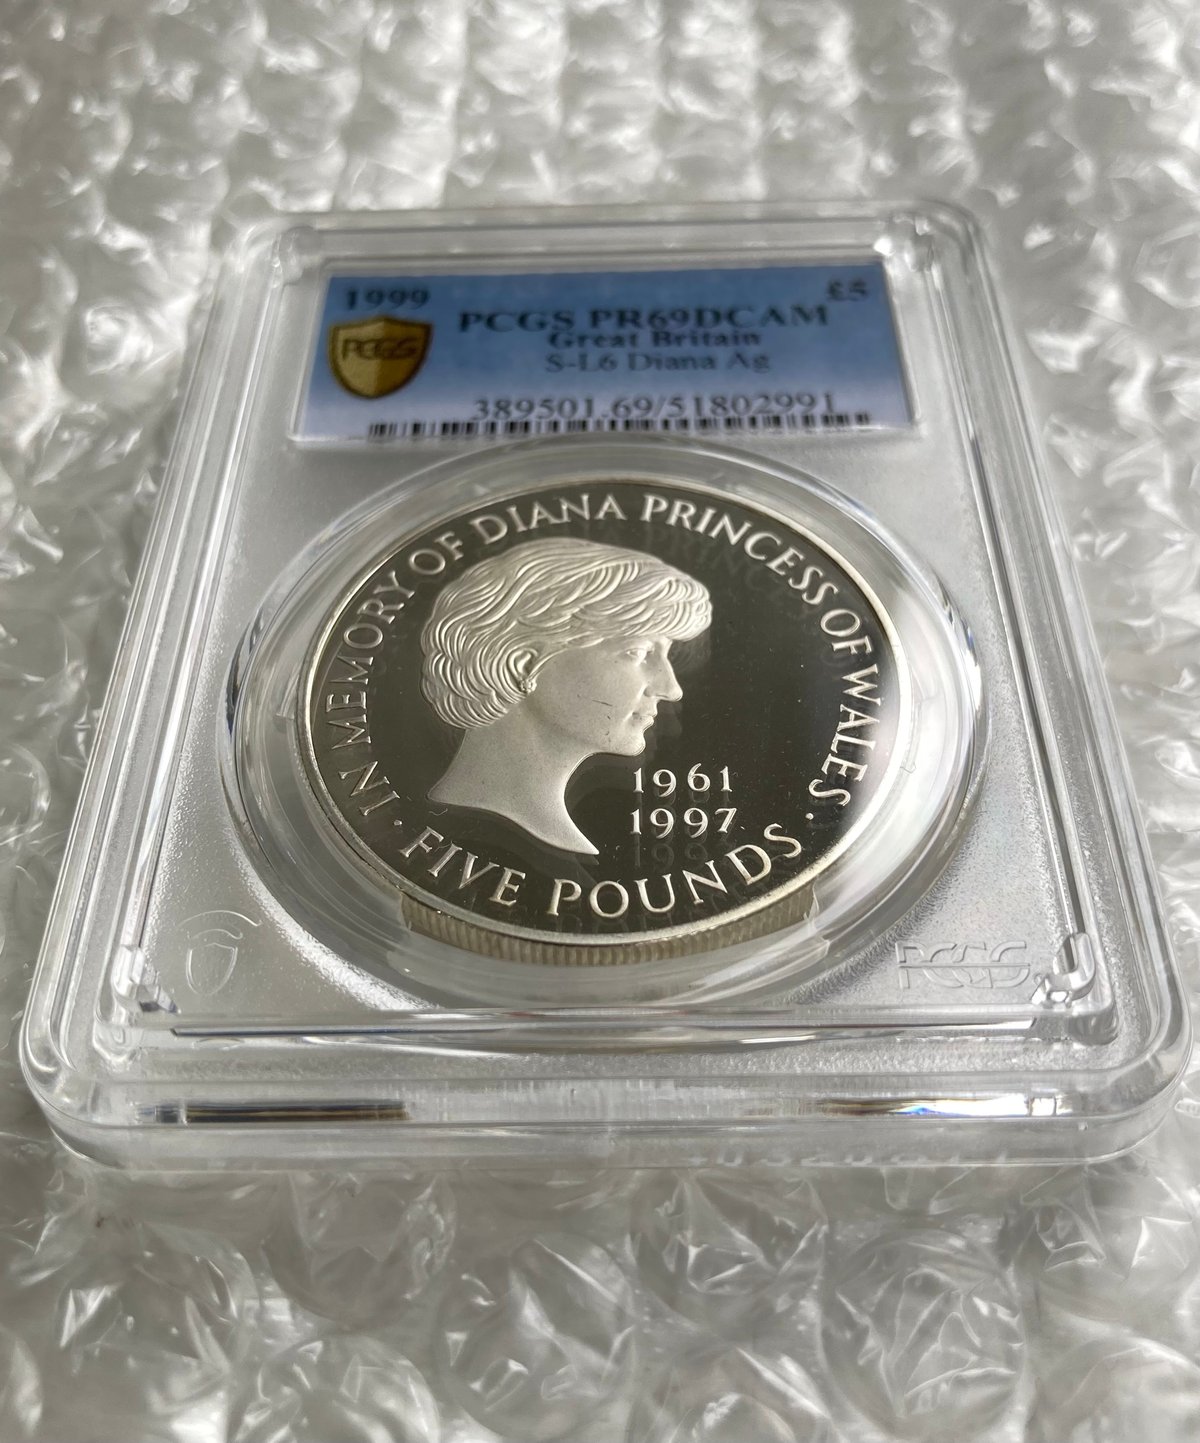 1999 £5
PCGS PR69DCAM
PCGS
Great Britain
S-L6 Diana Ag
389501.69/51802991
IN MEMORY OF DIANA PRINCESS OF WALES
1961
1997
· FIVE POUNDS ·
PCGS